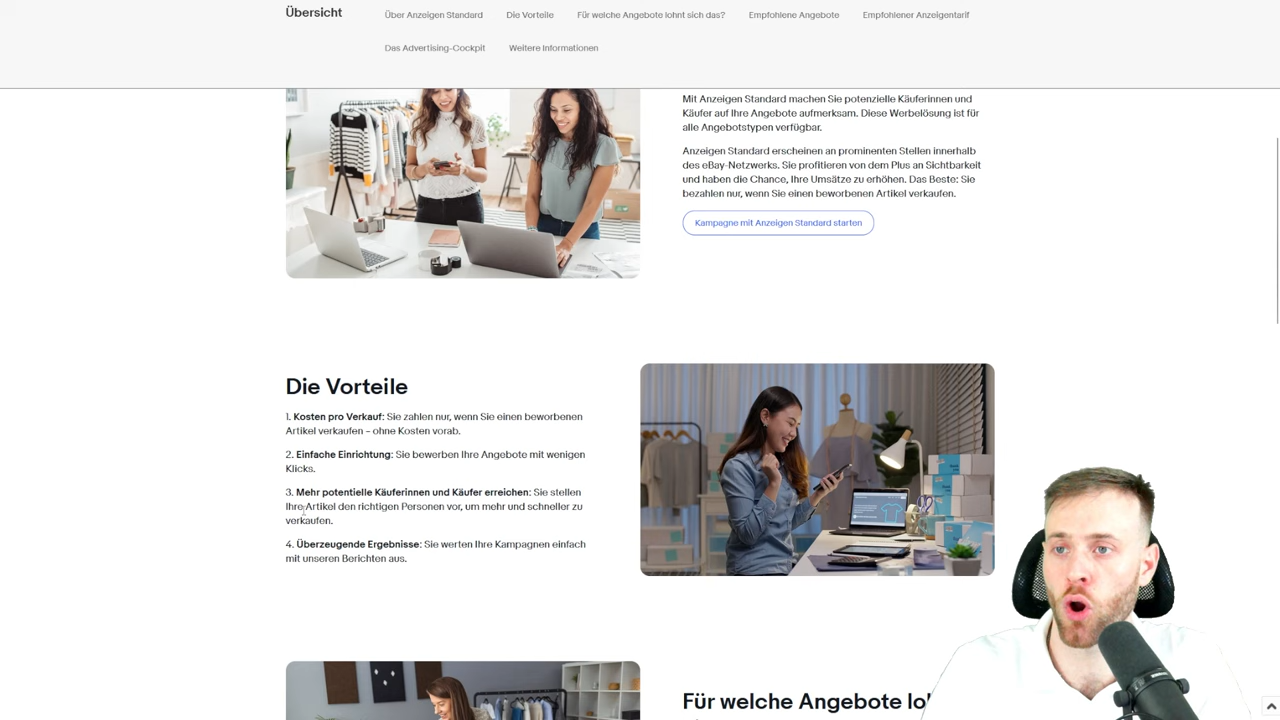 Übersicht
Über Anzeigen Standard
Die Vorteile
Für welche Angebote lohnt sich das?
Empfohlene Angebote
Empfohlener Anzeigentarif
Das Advertising-Cockpit
Weitere Informationen
Mit Anzeigen Standard machen Sie potenzielle Käuferinnen und
Käufer auf Ihre Angebote aufmerksam. Diese Werbelösung ist für
alle Angebotstypen verfügbar.
Anzeigen Standard erscheinen an prominenten Stellen innerhalb
des eBay-Netzwerks. Sie profitieren von dem Plus an Sichtbarkeit
und haben die Chance, Ihre Umsätze zu erhöhen. Das Beste: Sie
bezahlen nur, wenn Sie einen beworbenen Artikel verkaufen.
Kampagne mit Anzeigen Standard starten
Die Vorteile
1. Kosten pro Verkauf: Sie zahlen nur, wenn Sie einen beworbenen
Artikel verkaufen – ohne Kosten vorab.
2. Einfache Einrichtung: Sie bewerben Ihre Angebote mit wenigen
Klicks.
3. Mehr potentielle Käuferinnen und Käufer erreichen: Sie stellen
Ihre Artikel den richtigen Personen vor, um mehr und schneller zu
verkaufen.
4. Überzeugende Ergebnisse: Sie werten Ihre Kampagnen einfach
mit unseren Berichten aus.
Für welche Angebote